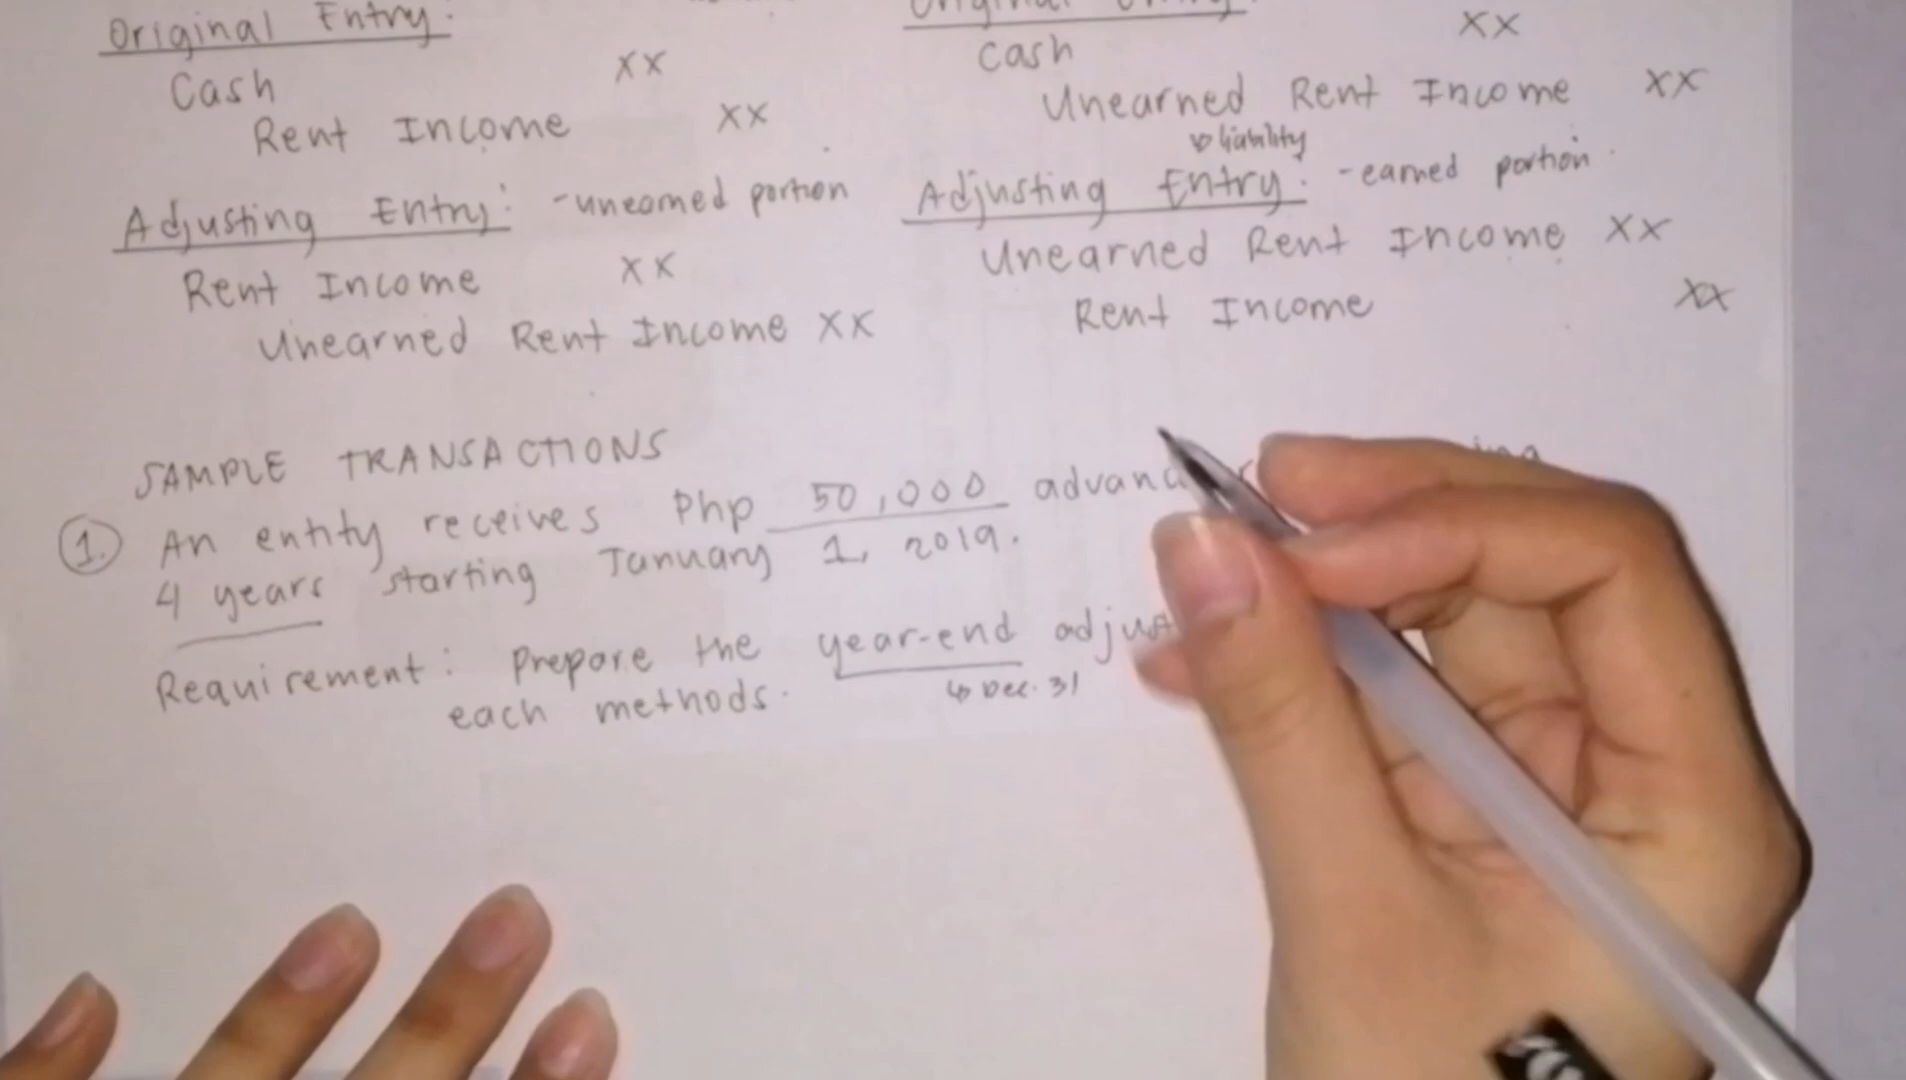 Original Entry:
Cash XX
Rent Income XX
Adjusting Entry: -unearned portion
Rent Income XX
Unearned Rent Income XX
Original Entry:
Cash XX
Unearned Rent Income XX
↳ liability
Adjusting Entry: -earned portion
Unearned Rent Income XX
Rent Income XX
SAMPLE TRANSACTIONS
1. An entity receives Php 50,000
4 years starting January 1, 2019.
Requirement: Prepare the year-end
↳ Dec. 31
each methods.